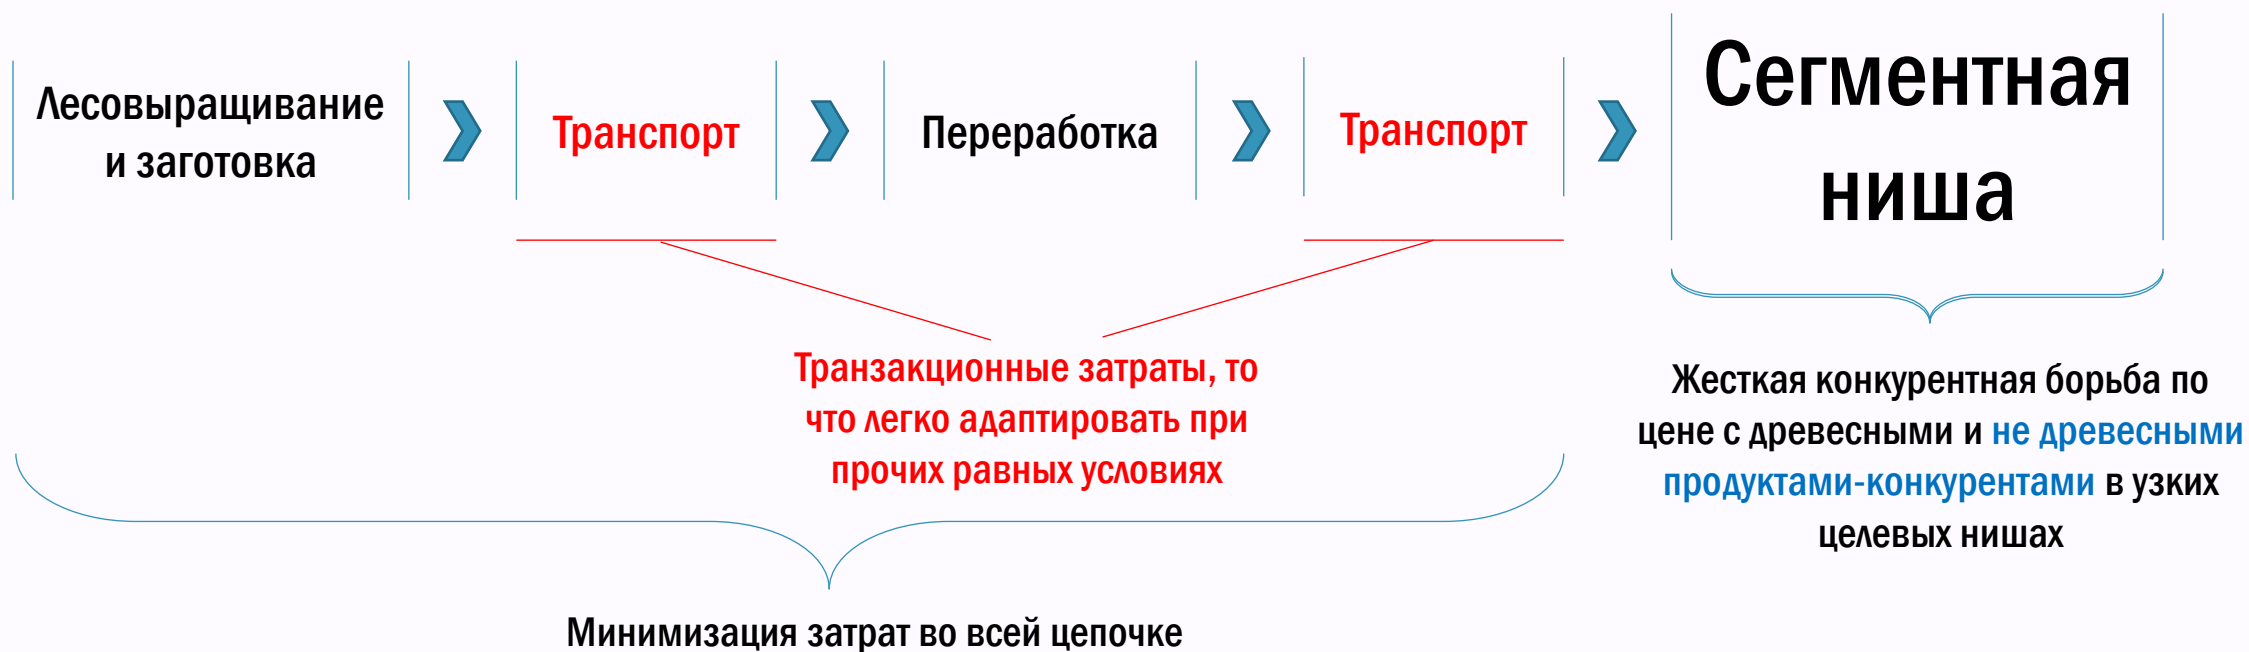 Лесовыращивание
и заготовка
Транспорт
Переработка
Транспорт
Сегментная
ниша
Транзакционные затраты, то
что легко адаптировать при
прочих равных условиях
Жесткая конкурентная борьба по
цене с древесными и не древесными
продуктами-конкурентами в узких
целевых нишах
Минимизация затрат во всей цепочке